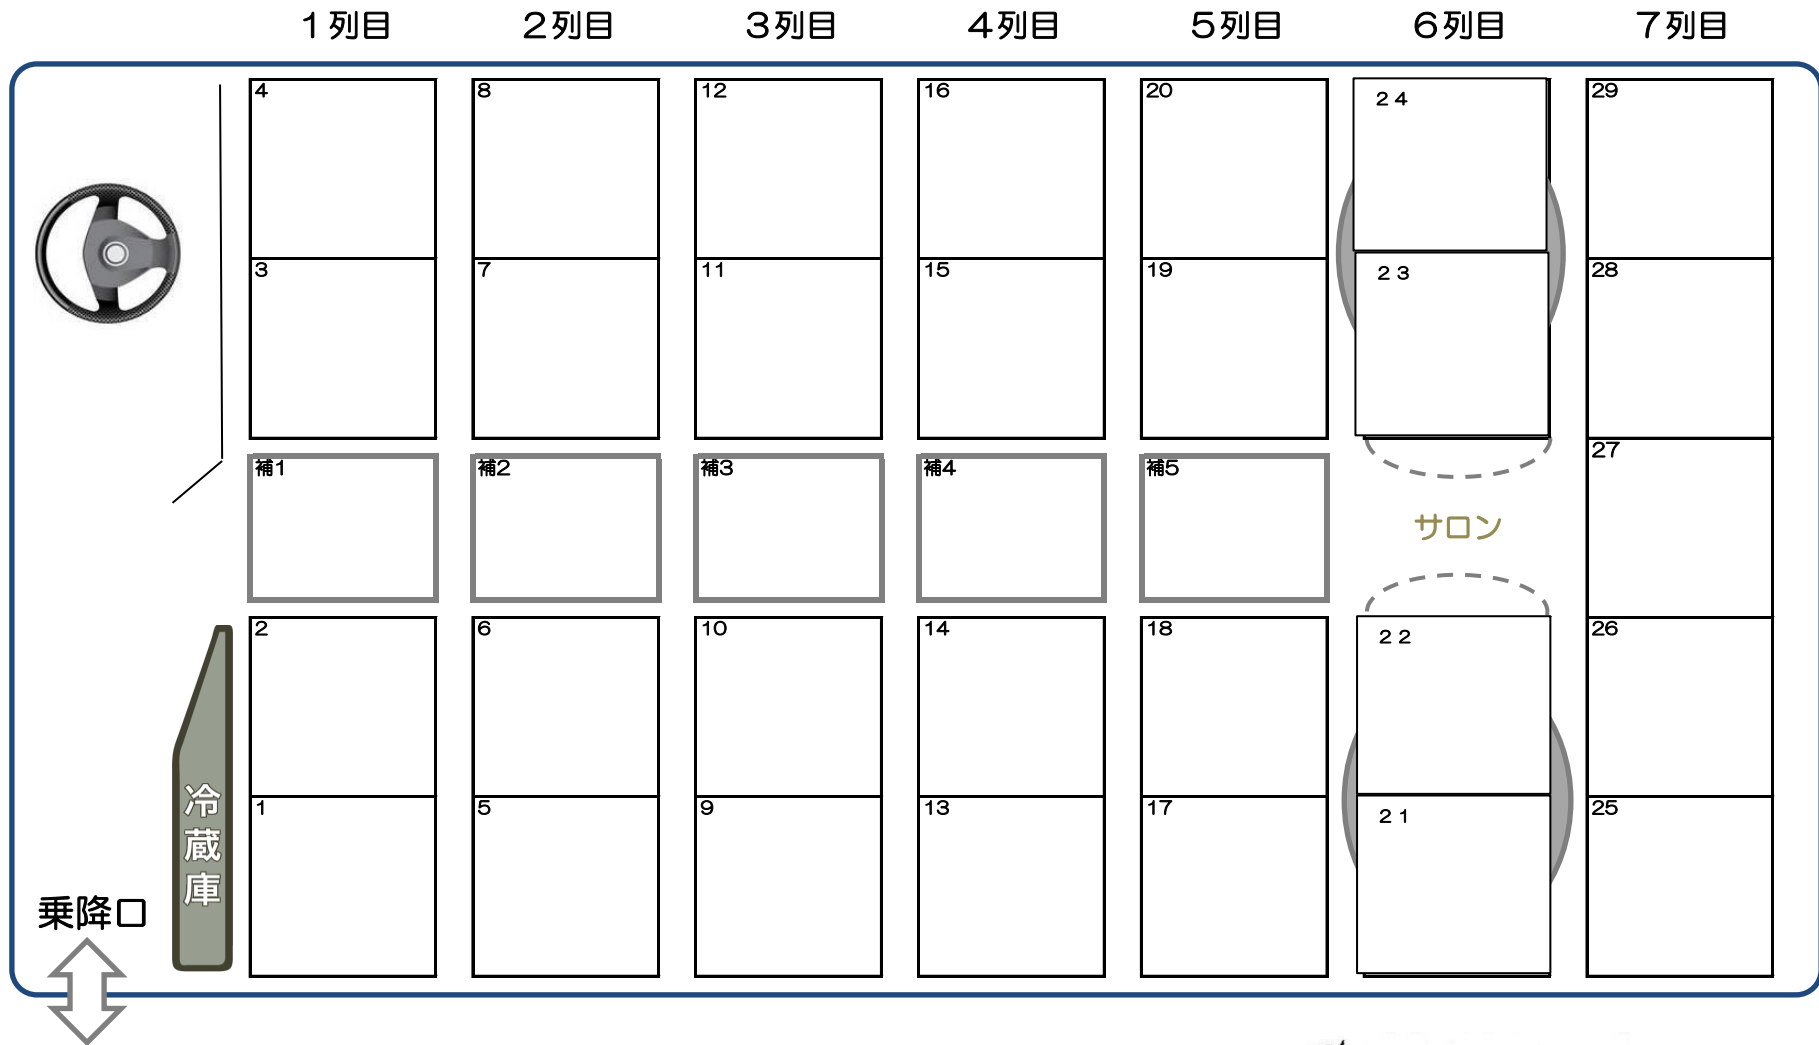 1列目 2列目 3列目 4列目 5列目 6列目 7列目
4 8 12 16 20 24 29
3 7 11 15 19 23 28
27
補1 補2 補3 補4 補5
サロン
2 6 10 14 18 22 26
冷蔵庫
1 5 9 13 17 21 25
乗降口